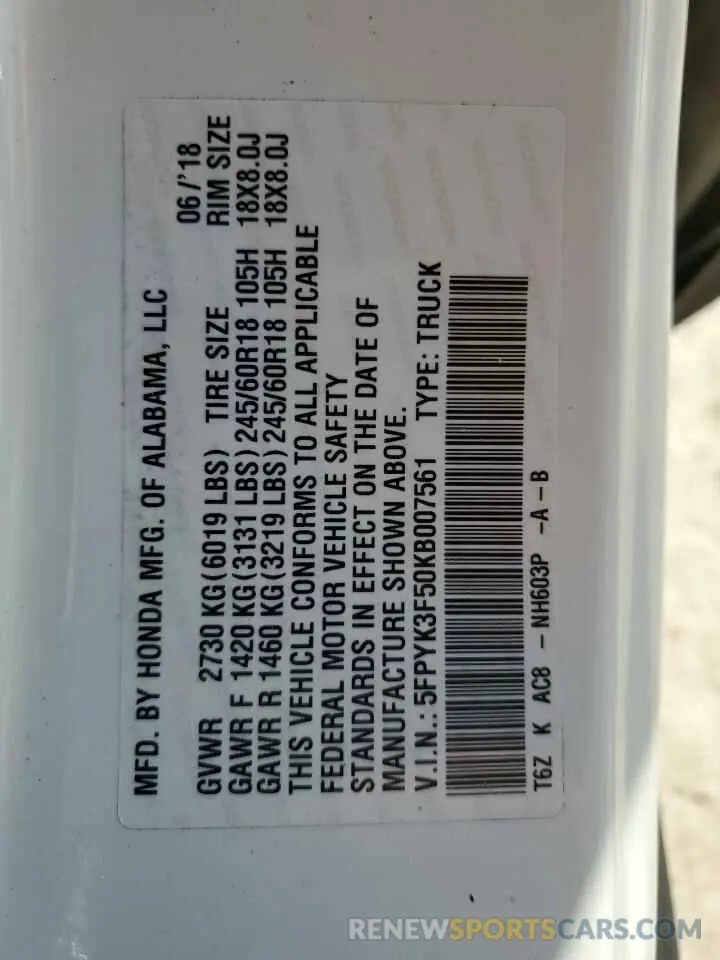 MFD. BY HONDA MFG. OF ALABAMA, LLC 06/'18
GVWR 2730 KG(6019 LBS) TIRE SIZE RIM SIZE
GAWR F 1420 KG(3131 LBS) 245/60R18 105H 18X8.0J
GAWR R 1460 KG(3219 LBS) 245/60R18 105H 18X8.0J
THIS VEHICLE CONFORMS TO ALL APPLICABLE
FEDERAL MOTOR VEHICLE SAFETY
STANDARDS IN EFFECT ON THE DATE OF
MANUFACTURE SHOWN ABOVE.
V.I.N.: 5FPYK3F50KB007561 TYPE: TRUCK
T6Z K AC8 - NH603P -A-B
RENEWSPORTSCARS.COM